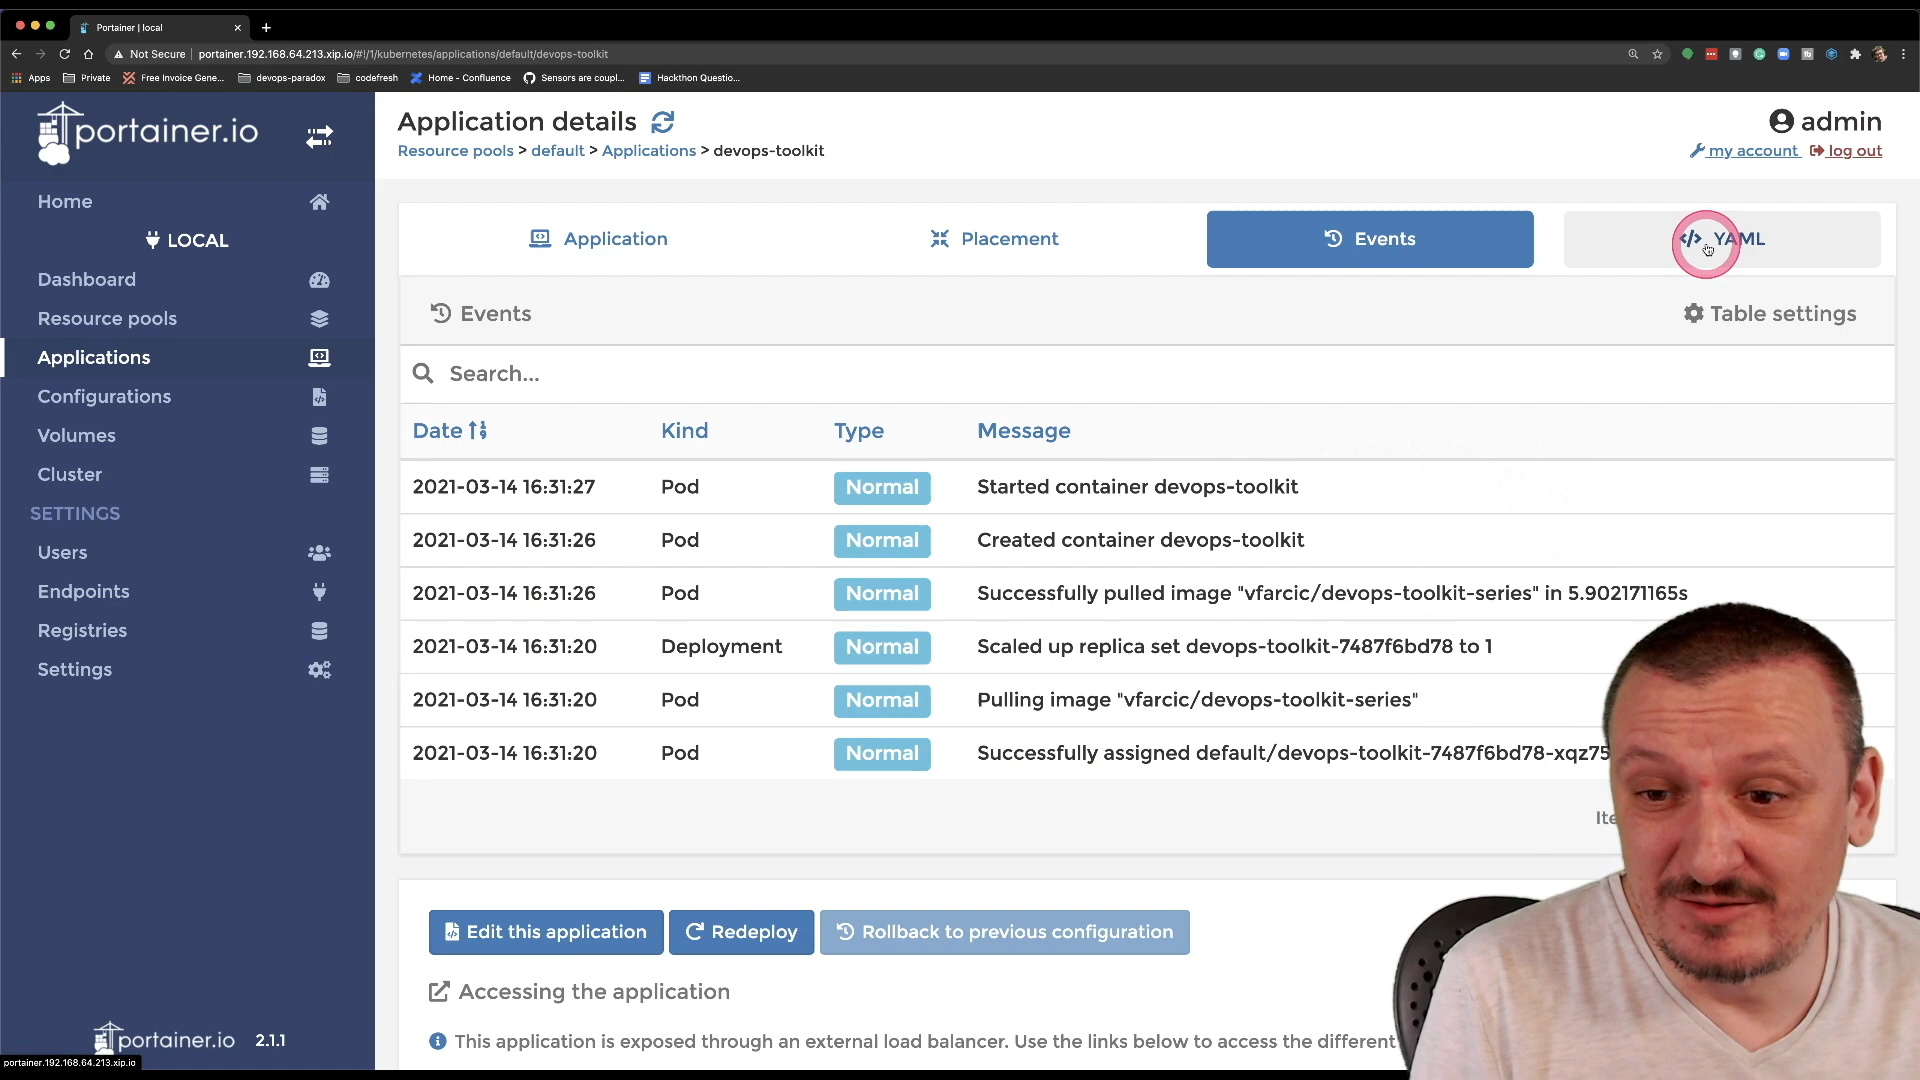 Portainer | local
Not Secure
portainer.192.168.64.213.xip.io/#!/1/kubernetes/applications/default/devops-toolkit
Apps
Private
Free Invoice Gene...
devops-paradox
codefresh
Home - Confluence
Sensors are coupl...
Hackthon Questio...
portainer.io
Application details
admin
Resource pools > default > Applications > devops-toolkit
my account
log out
Home
LOCAL
Dashboard
Resource pools
Applications
Configurations
Volumes
Cluster
SETTINGS
Users
Endpoints
Registries
Settings
Application
Placement
Events
YAML
Events
Table settings
Search...
Date Kind Type Message
2021-03-14 16:31:27 Pod Normal Started container devops-toolkit
2021-03-14 16:31:26 Pod Normal Created container devops-toolkit
2021-03-14 16:31:26 Pod Normal Successfully pulled image "vfarcic/devops-toolkit-series" in 5.902171165s
2021-03-14 16:31:20 Deployment Normal Scaled up replica set devops-toolkit-7487f6bd78 to 1
2021-03-14 16:31:20 Pod Normal Pulling image "vfarcic/devops-toolkit-series"
2021-03-14 16:31:20 Pod Normal Successfully assigned default/devops-toolkit-7487f6bd78-xqz75
Edit this application
Redeploy
Rollback to previous configuration
Accessing the application
This application is exposed through an external load balancer. Use the links below to access the different
portainer.io 2.1.1
portainer.192.168.64.213.xip.io